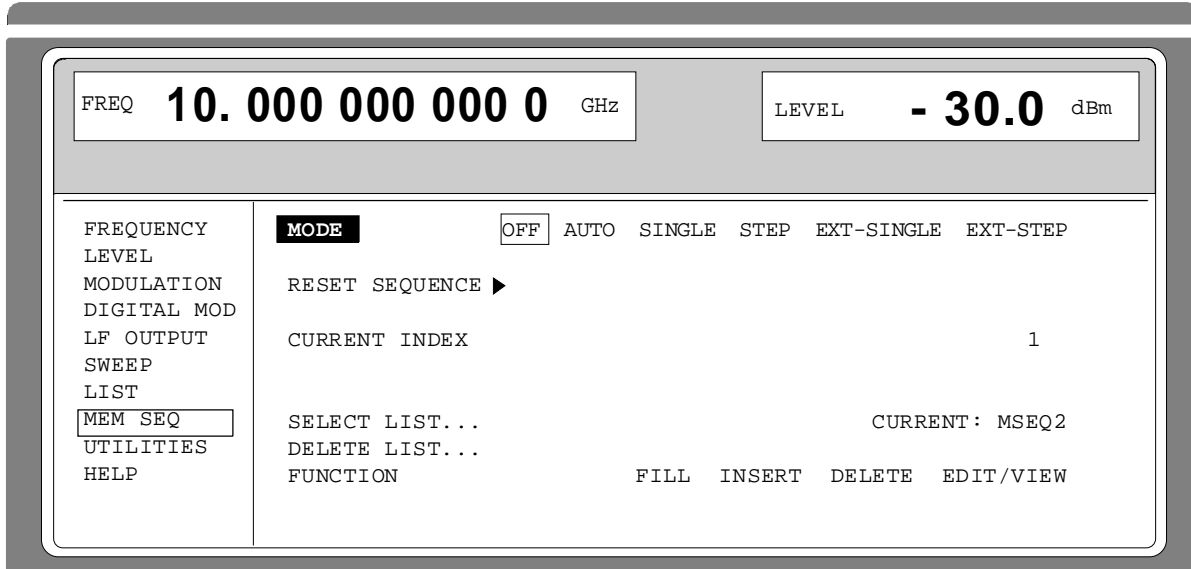 FREQ 10. 000 000 000 0 GHz
LEVEL - 30.0 dBm
FREQUENCY
LEVEL
MODULATION
DIGITAL MOD
LF OUTPUT
SWEEP
LIST
MEM SEQ
UTILITIES
HELP
MODE OFF AUTO SINGLE STEP EXT-SINGLE EXT-STEP
RESET SEQUENCE
CURRENT INDEX 1
SELECT LIST... CURRENT: MSEQ2
DELETE LIST...
FUNCTION FILL INSERT DELETE EDIT/VIEW